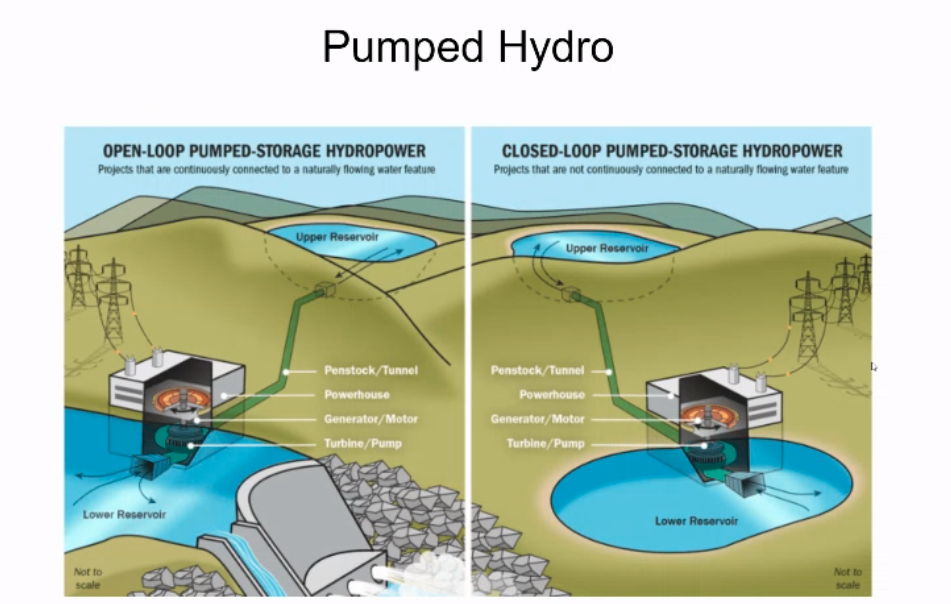 Pumped Hydro
OPEN-LOOP PUMPED-STORAGE HYDROPOWER
Projects that are continuously connected to a naturally flowing water feature
Upper Reservoir
Penstock/Tunnel
Powerhouse
Generator/Motor
Turbine/Pump
Lower Reservoir
Not to
scale
CLOSED-LOOP PUMPED-STORAGE HYDROPOWER
Projects that are not continuously connected to a naturally flowing water feature
Upper Reservoir
Penstock/Tunnel
Powerhouse
Generator/Motor
Turbine/Pump
Lower Reservoir
Not to
scale